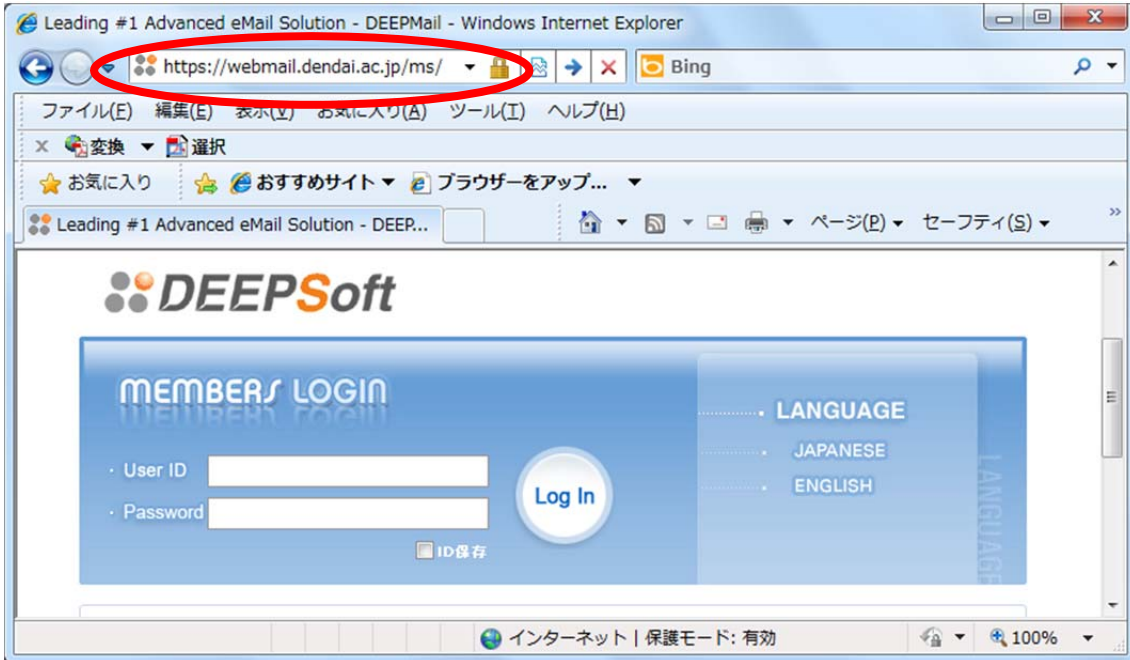 Leading #1 Advanced eMail Solution - DEEPMail - Windows Internet Explorer
https://webmail.dendai.ac.jp/ms/ Bing
ファイル(F) 編集(E) 表示(V) お気に入り(A) ツール(T) ヘルプ(H)
変換 選択
お気に入り おすすめサイト ブラウザーをアップ...
Leading #1 Advanced eMail Solution - DEEP... ページ(P) セーフティ(S) »
DEEPSoft
MEMBERS LOGIN
LANGUAGE
JAPANESE
User ID
Log In
ENGLISH
Password
ID保存
LANGUAGE
インターネット | 保護モード: 有効 100%